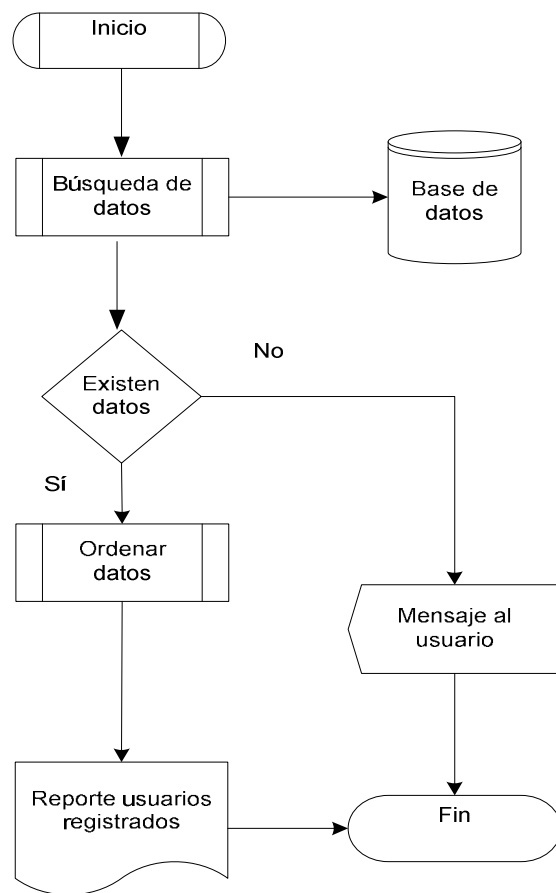 Inicio
Búsqueda de
datos
Base de
datos
No
Existen
datos
Sí
Ordenar
datos
Mensaje al
usuario
Reporte usuarios
registrados
Fin